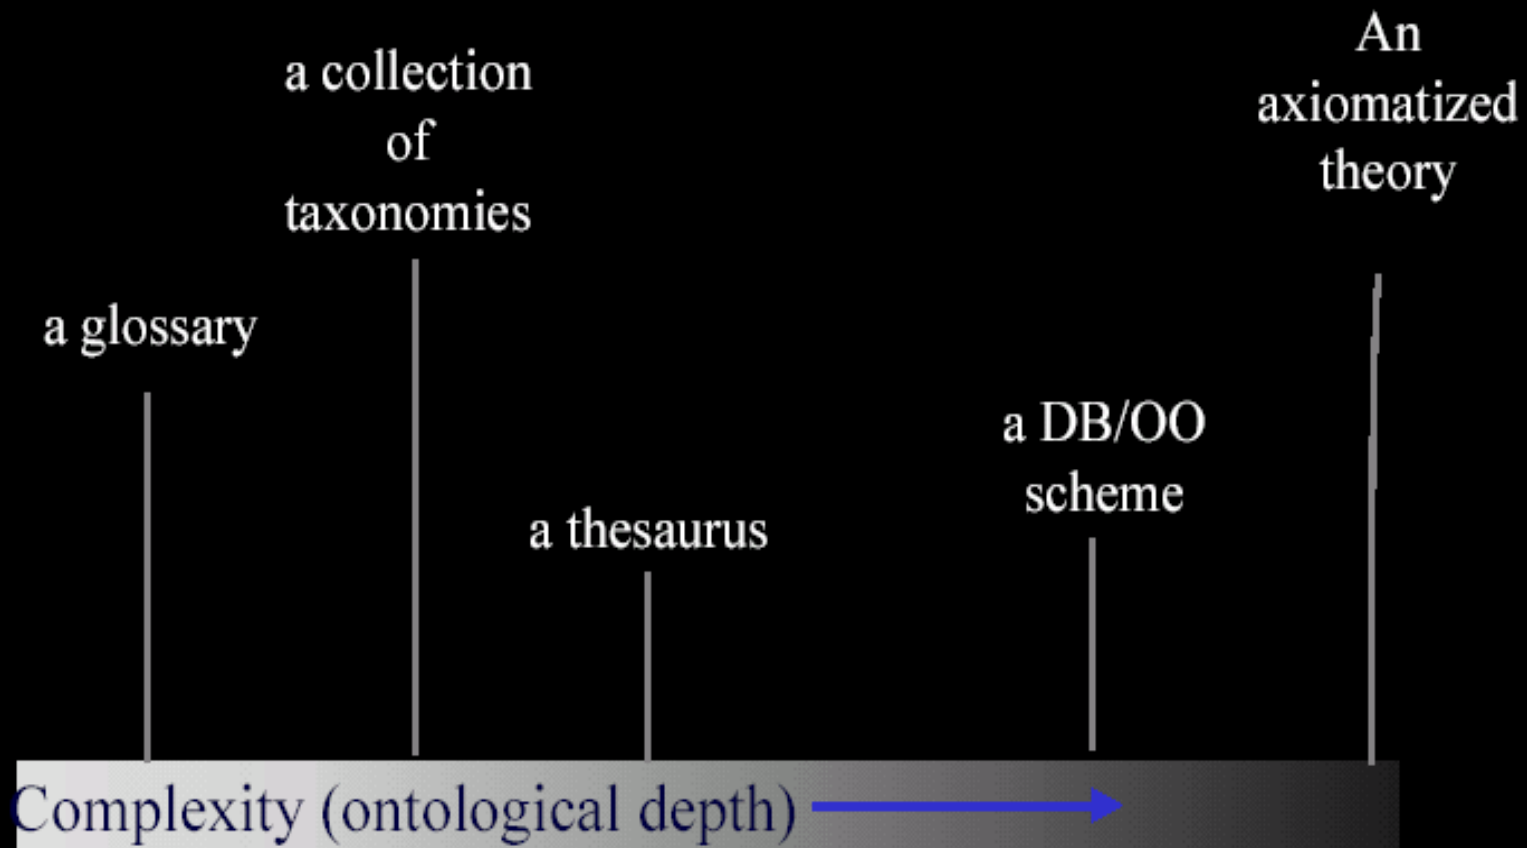 a glossary
a collection
of
taxonomies
a thesaurus
a DB/OO
scheme
An
axiomatized
theory
Complexity (ontological depth)